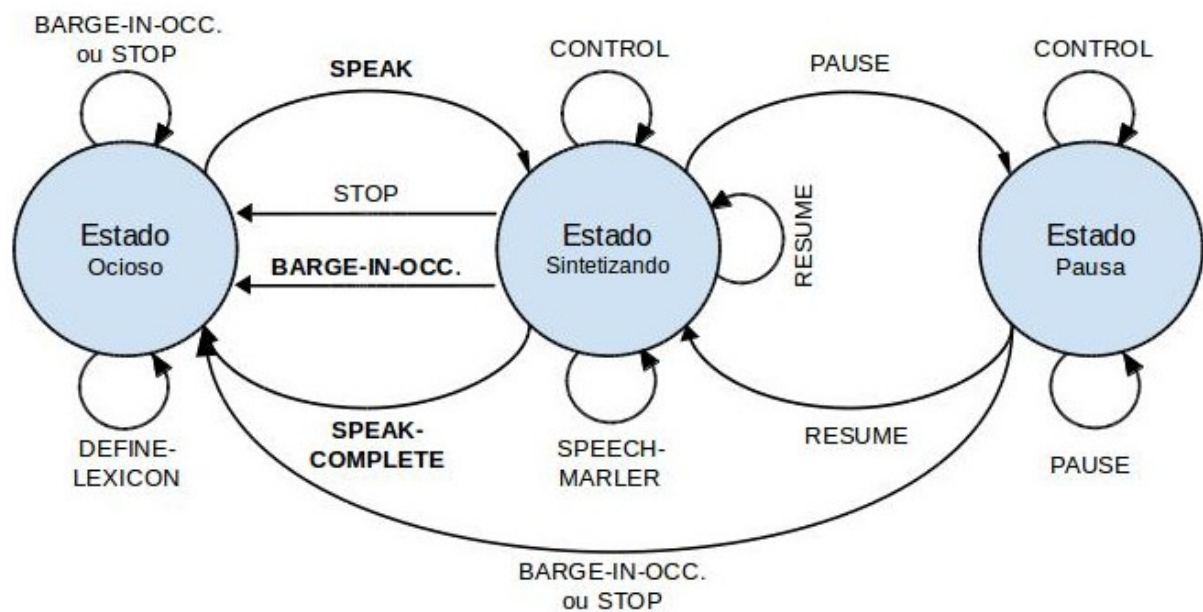 BARGE-IN-OCC.
ou STOP
SPEAK
CONTROL
PAUSE
CONTROL
STOP
BARGE-IN-OCC.
Estado
Ocioso
Estado
Sintetizando
RESUME
Estado
Pausa
DEFINE-
LEXICON
SPEAK-
COMPLETE
SPEECH-
MARLER
RESUME
PAUSE
BARGE-IN-OCC.
ou STOP